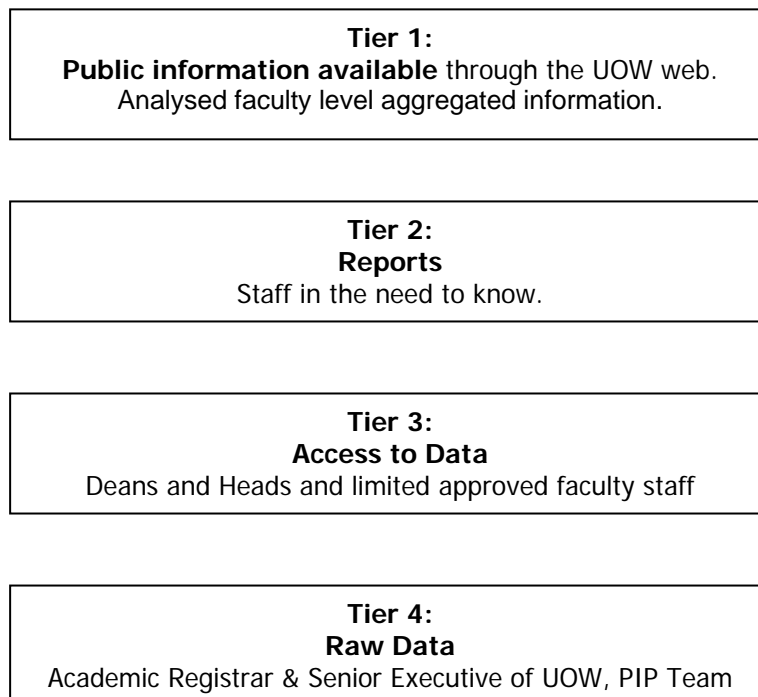 Tier 1:
Public information available through the UOW web.
Analysed faculty level aggregated information.
Tier 2:
Reports
Staff in the need to know.
Tier 3:
Access to Data
Deans and Heads and limited approved faculty staff
Tier 4:
Raw Data
Academic Registrar & Senior Executive of UOW, PIP Team